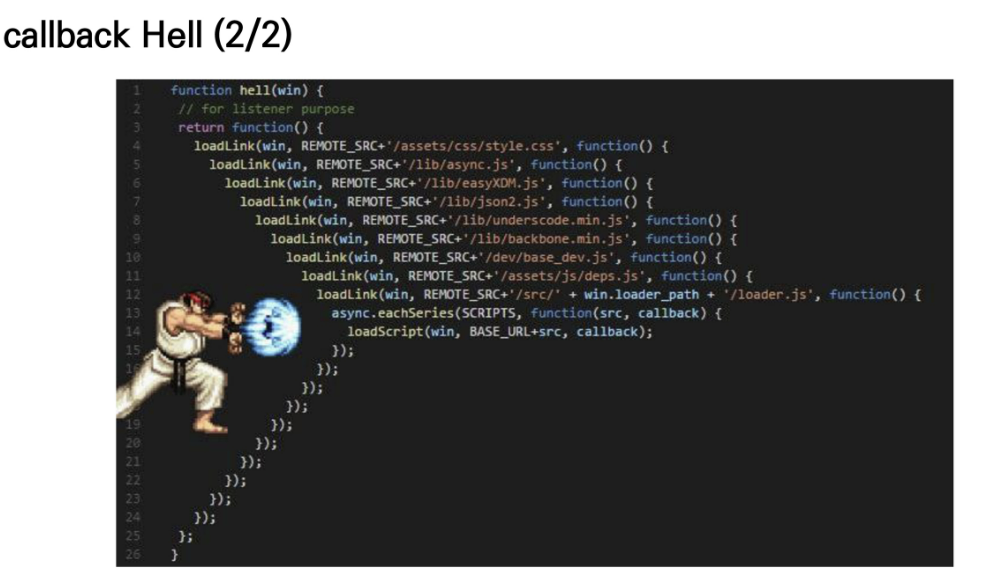 callback Hell (2/2)
1 function hell(win) {
2 // for listener purpose
3 return function() {
4 loadLink(win, REMOTE_SRC+'/assets/css/style.css', function() {
5 loadLink(win, REMOTE_SRC+'/lib/async.js', function() {
6 loadLink(win, REMOTE_SRC+'/lib/easyXDM.js', function() {
7 loadLink(win, REMOTE_SRC+'/lib/json2.js', function() {
8 loadLink(win, REMOTE_SRC+'/lib/underscode.min.js', function() {
9 loadLink(win, REMOTE_SRC+'/lib/backbone.min.js', function() {
10 loadLink(win, REMOTE_SRC+'/dev/base_dev.js', function() {
11 loadLink(win, REMOTE_SRC+'/assets/js/deps.js', function() {
12 loadLink(win, REMOTE_SRC+'/src/' + win.loader_path + '/loader.js', function() {
13 async.eachSeries(SCRIPTS, function(src, callback) {
14 loadScript(win, BASE_URL+src, callback);
15 });
});
});
});
19 });
20 });
21 });
22 });
23 });
24 });
25 };
26 }